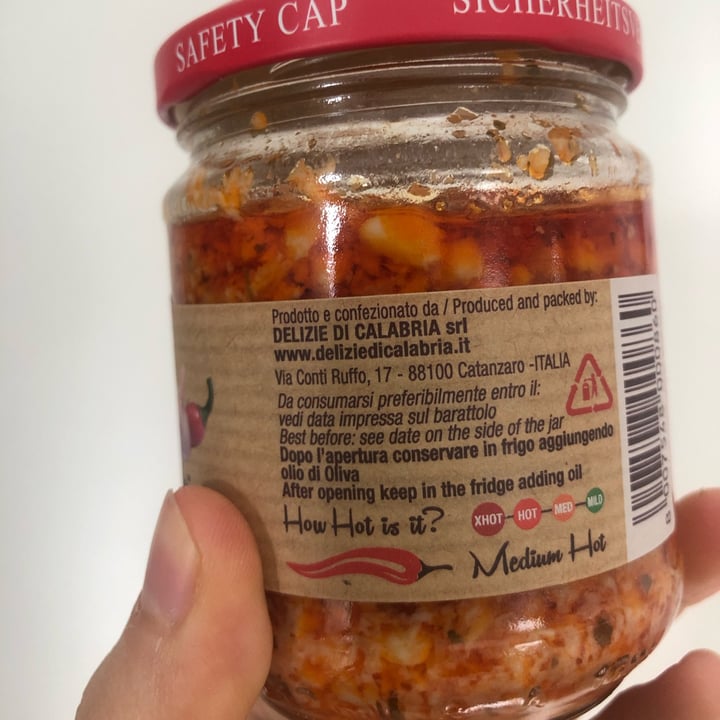 SAFETY CAP
Prodotto e confezionato da / Produced and packed by:
DELIZIE DI CALABRIA srl
www.deliziedicalabria.it
Via Conti Ruffo, 17 - 88100 Catanzaro -ITALIA
Da consumarsi preferibilmente entro il:
vedi data impressa sul barattolo
Best before: see date on the side of the jar
Dopo l'apertura conservare in frigo aggiungendo
olio di Oliva
After opening keep in the fridge adding oil
How Hot is it?
XHOT HOT MED MILD
Medium Hot